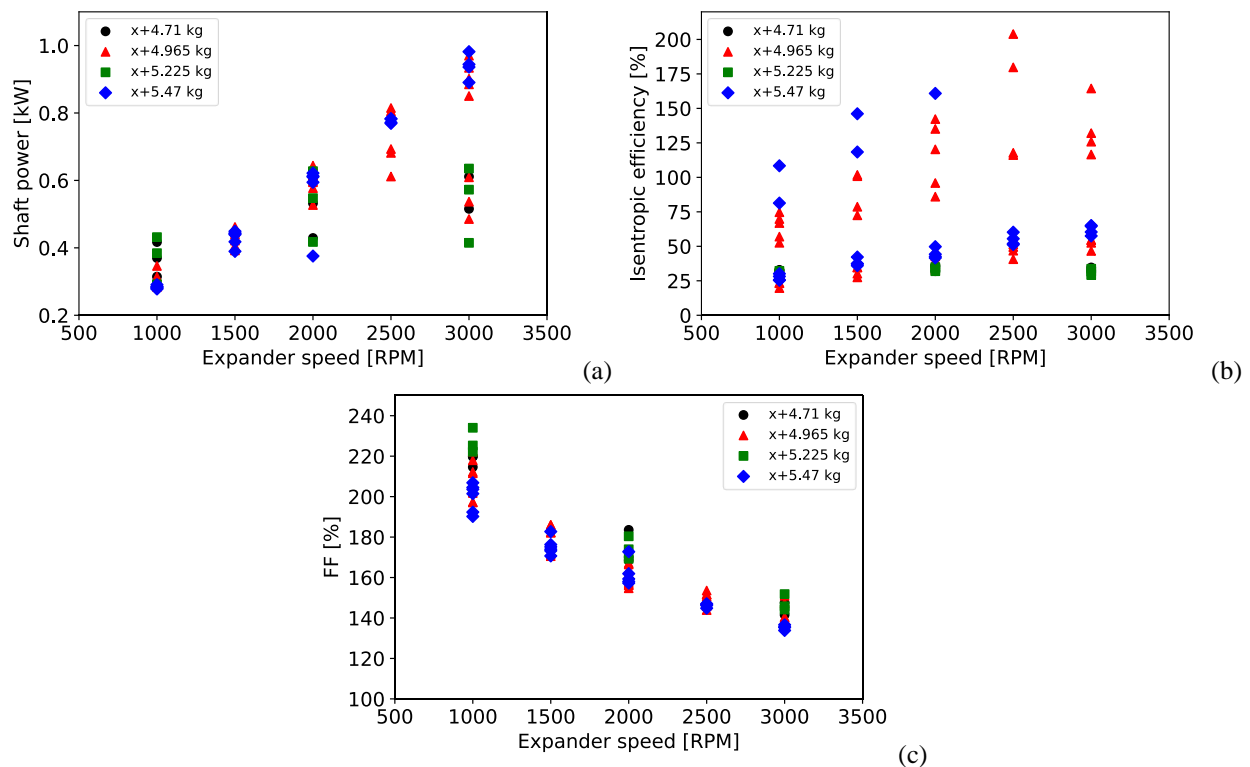 1.0
0.8
0.6
0.4
0.2
Shaft power [kW]
x+4.71 kg
x+4.965 kg
x+5.225 kg
x+5.47 kg
500 1000 1500 2000 2500 3000 3500
Expander speed [RPM]
(a)
200
175
150
125
100
75
50
25
0
Isentropic efficiency [%]
x+4.71 kg
x+4.965 kg
x+5.225 kg
x+5.47 kg
500 1000 1500 2000 2500 3000 3500
Expander speed [RPM]
(b)
240
220
200
180
160
140
120
100
FF [%]
x+4.71 kg
x+4.965 kg
x+5.225 kg
x+5.47 kg
500 1000 1500 2000 2500 3000 3500
Expander speed [RPM]
(c)